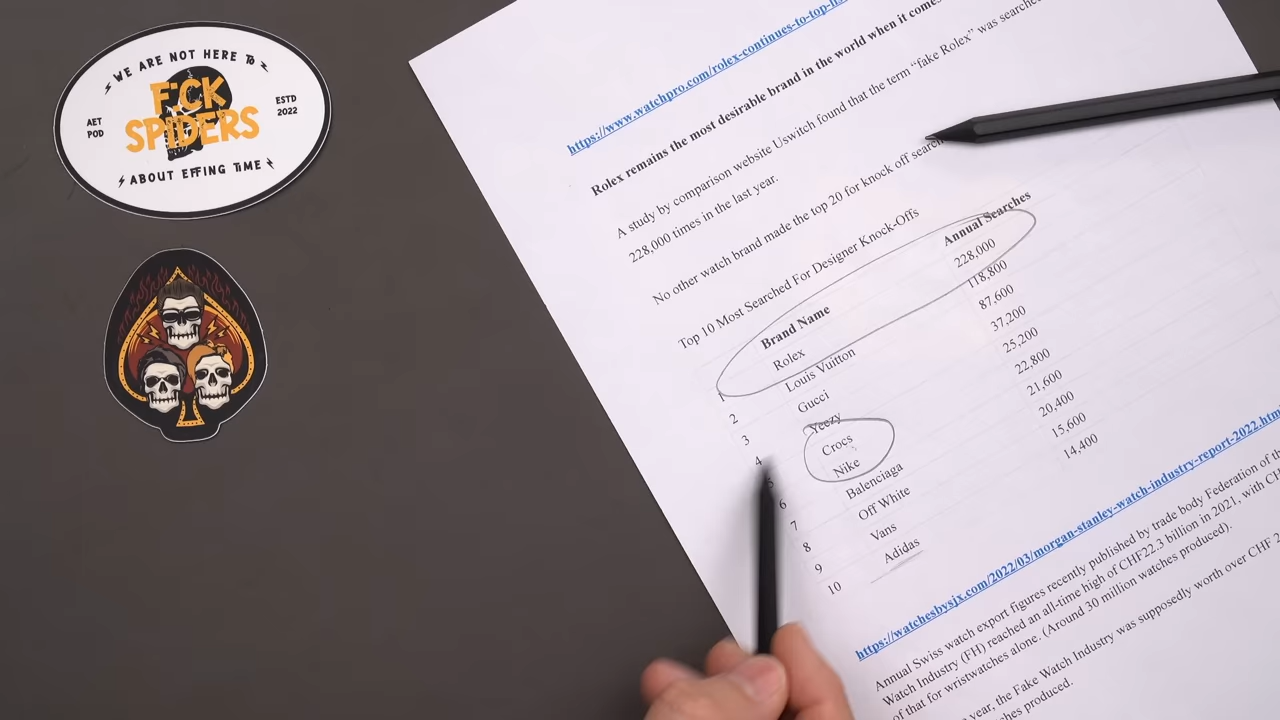 WE ARE NOT HERE To
F*CK
SPIDERS
AET
POD
ESTD
2022
ABOUT EFFING TIME
https://www.watchpro.com/rolex-continues-to-top-lis
Rolex remains the most desirable brand in the world when it comes
A study by comparison website Uswitch found that the term “fake Rolex” was searched
228,000 times in the last year.
No other watch brand made the top 20 for knock off search
Top 10 Most Searched For Designer Knock-Offs
Brand Name Annual Searches
1 Rolex 228,000
2 Louis Vuitton 118,800
3 Gucci 87,600
4 Yeezy 37,200
5 Crocs 25,200
6 Nike 22,800
7 Balenciaga 21,600
8 Off White 20,400
9 Vans 15,600
10 Adidas 14,400
https://watchesbysjx.com/2022/03/morgan-stanley-watch-industry-report-2022.htm
Annual Swiss watch export figures recently published by trade body Federation of the
Watch Industry (FH) reached an all-time high of CHF22.3 billion in 2021, with CH
of that for wristwatches alone. (Around 30 million watches produced).
year, the Fake Watch Industry was supposedly worth over CHF 2
ches produced.